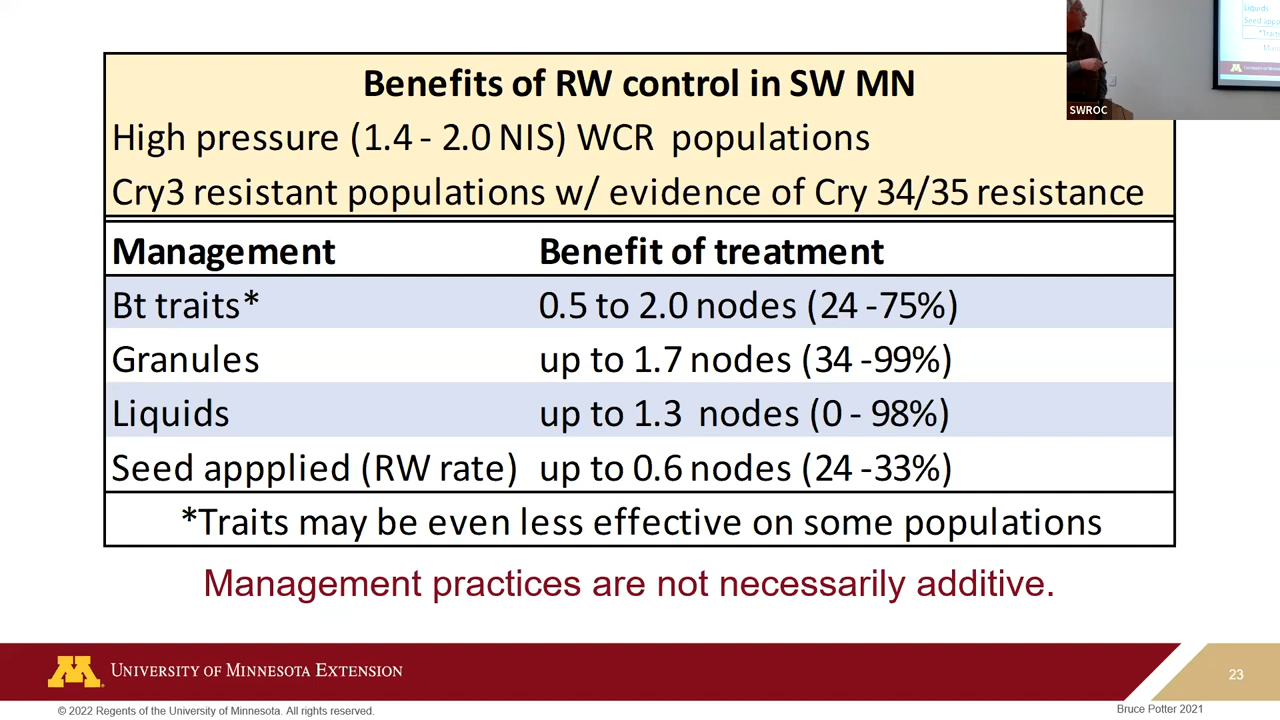 Benefits of RW control in SW MN
High pressure (1.4 - 2.0 NIS) WCR populations
Cry3 resistant populations w/ evidence of Cry 34/35 resistance
Management Benefit of treatment
Bt traits* 0.5 to 2.0 nodes (24 -75%)
Granules up to 1.7 nodes (34 -99%)
Liquids up to 1.3 nodes (0 - 98%)
Seed appplied (RW rate) up to 0.6 nodes (24 -33%)
*Traits may be even less effective on some populations
Management practices are not necessarily additive.
UNIVERSITY OF MINNESOTA EXTENSION
23
© 2022 Regents of the University of Minnesota. All rights reserved.
Bruce Potter 2021
SWROC
Liquids